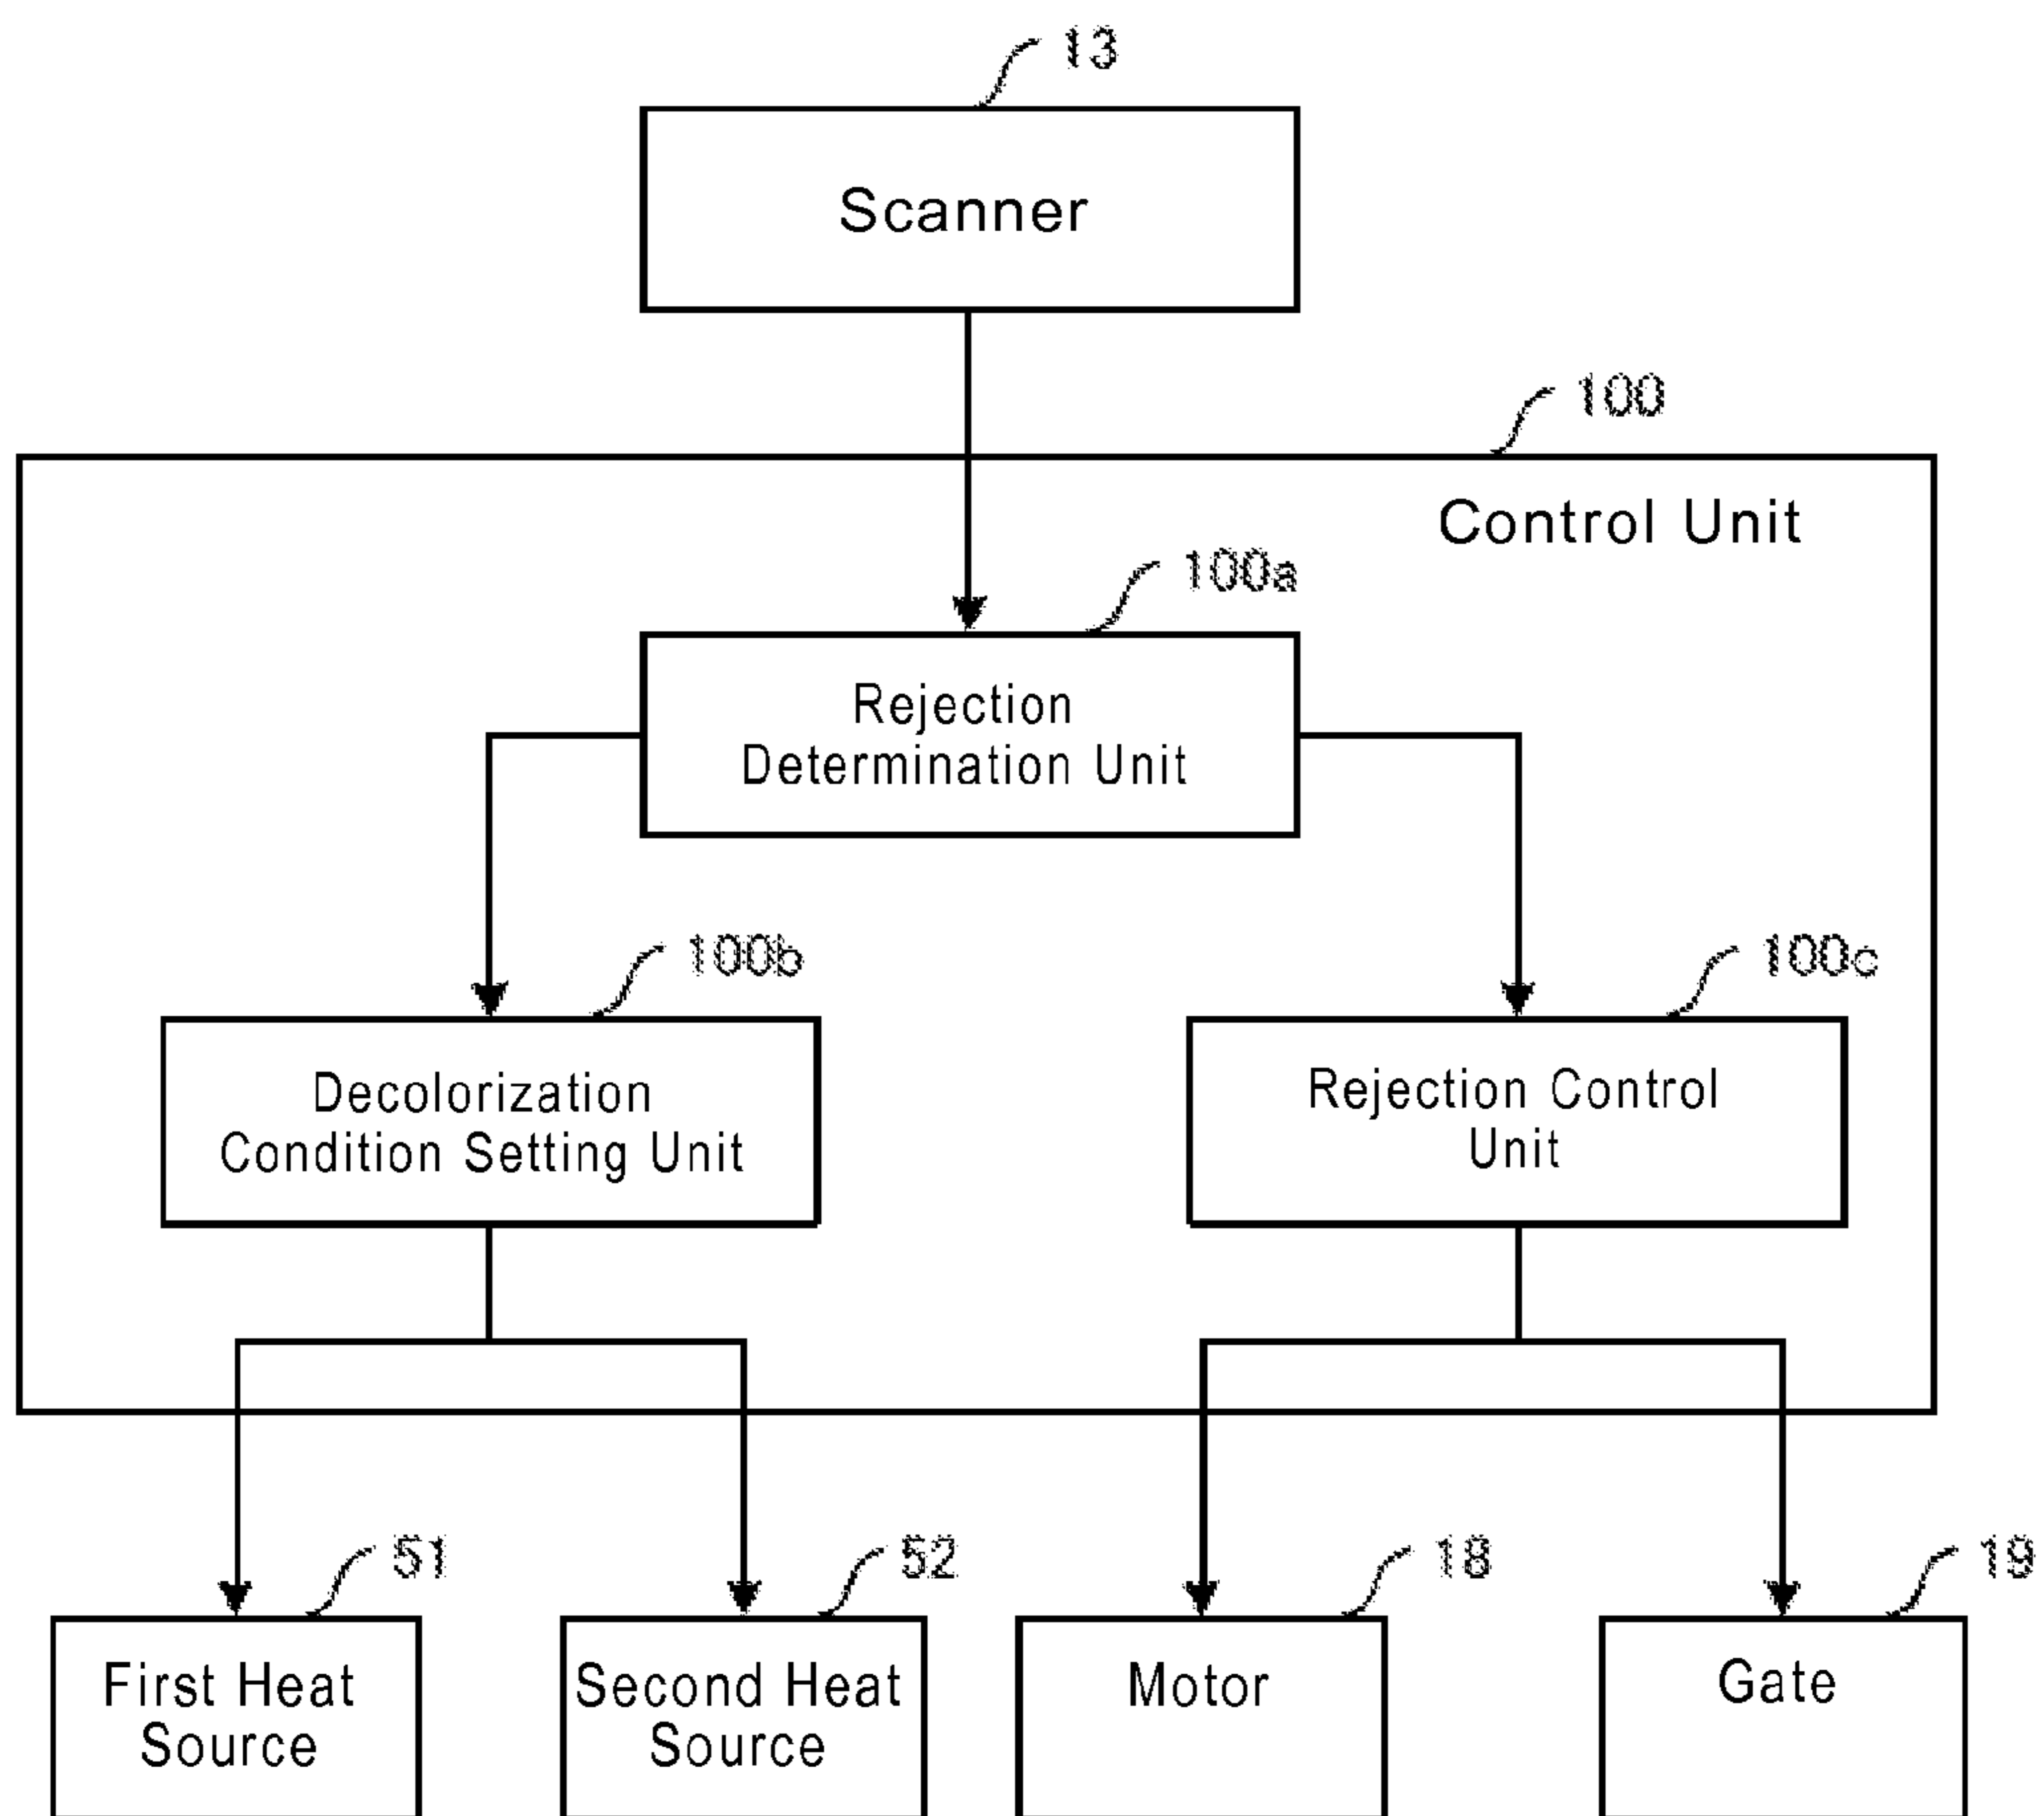 13
Scanner
100
Control Unit
100a
Rejection
Determination Unit
100b
100c
Decolorization
Condition Setting Unit
Rejection Control
Unit
51
52
18
19
First Heat
Source
Second Heat
Source
Motor
Gate